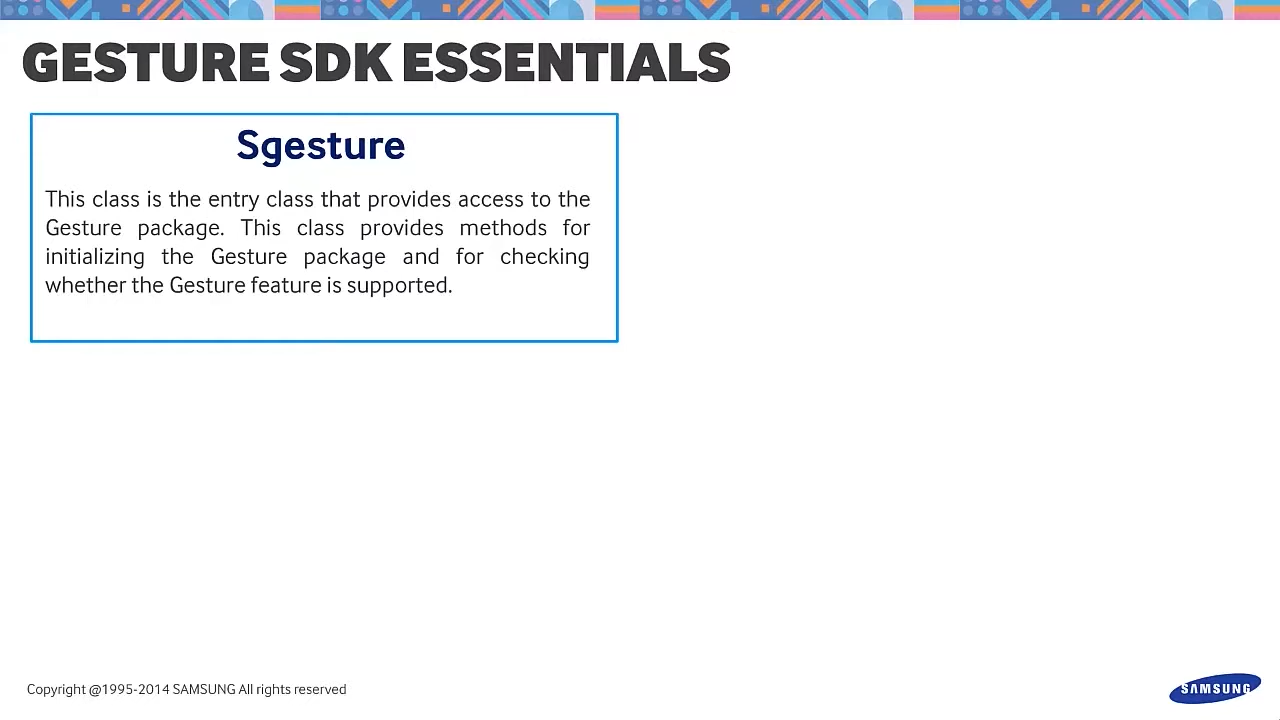 GESTURE SDK ESSENTIALS
Sgesture
This class is the entry class that provides access to the
Gesture package. This class provides methods for
initializing the Gesture package and for checking
whether the Gesture feature is supported.
Copyright @1995-2014 SAMSUNG All rights reserved
SAMSUNG